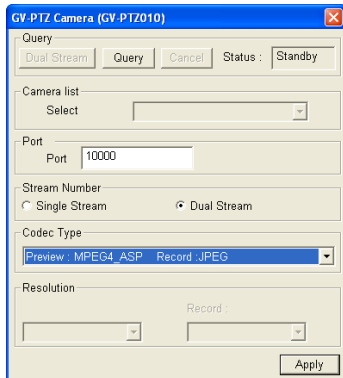 GV-PTZ Camera (GV-PTZ010)
Query
Dual Stream Query Cancel Status : Standby
Camera list
Select
Port
Port 10000
Stream Number
Single Stream Dual Stream
Codec Type
Preview : MPEG4_ASP Record :JPEG
Resolution
Record :
Apply